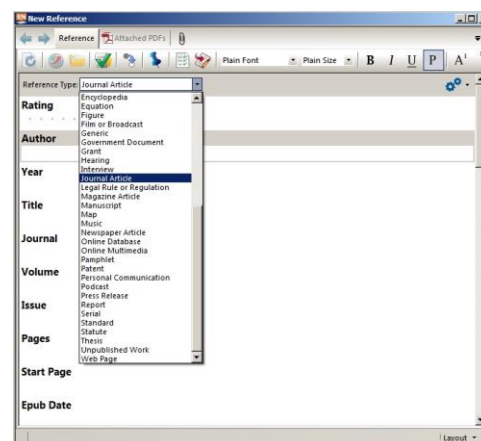 New Reference
Reference Attached PDFs
Plain Font Plain Size B I U P A¹
Reference Type: Journal Article
Rating
Author
Year
Title
Journal
Volume
Issue
Pages
Start Page
Epub Date
Encyclopedia
Equation
Figure
Film or Broadcast
Generic
Government Document
Grant
Hearing
Interview
Journal Article
Legal Rule or Regulation
Magazine Article
Manuscript
Map
Music
Newspaper Article
Online Database
Online Multimedia
Pamphlet
Patent
Personal Communication
Podcast
Press Release
Report
Serial
Standard
Statute
Thesis
Unpublished Work
Web Page
Layout